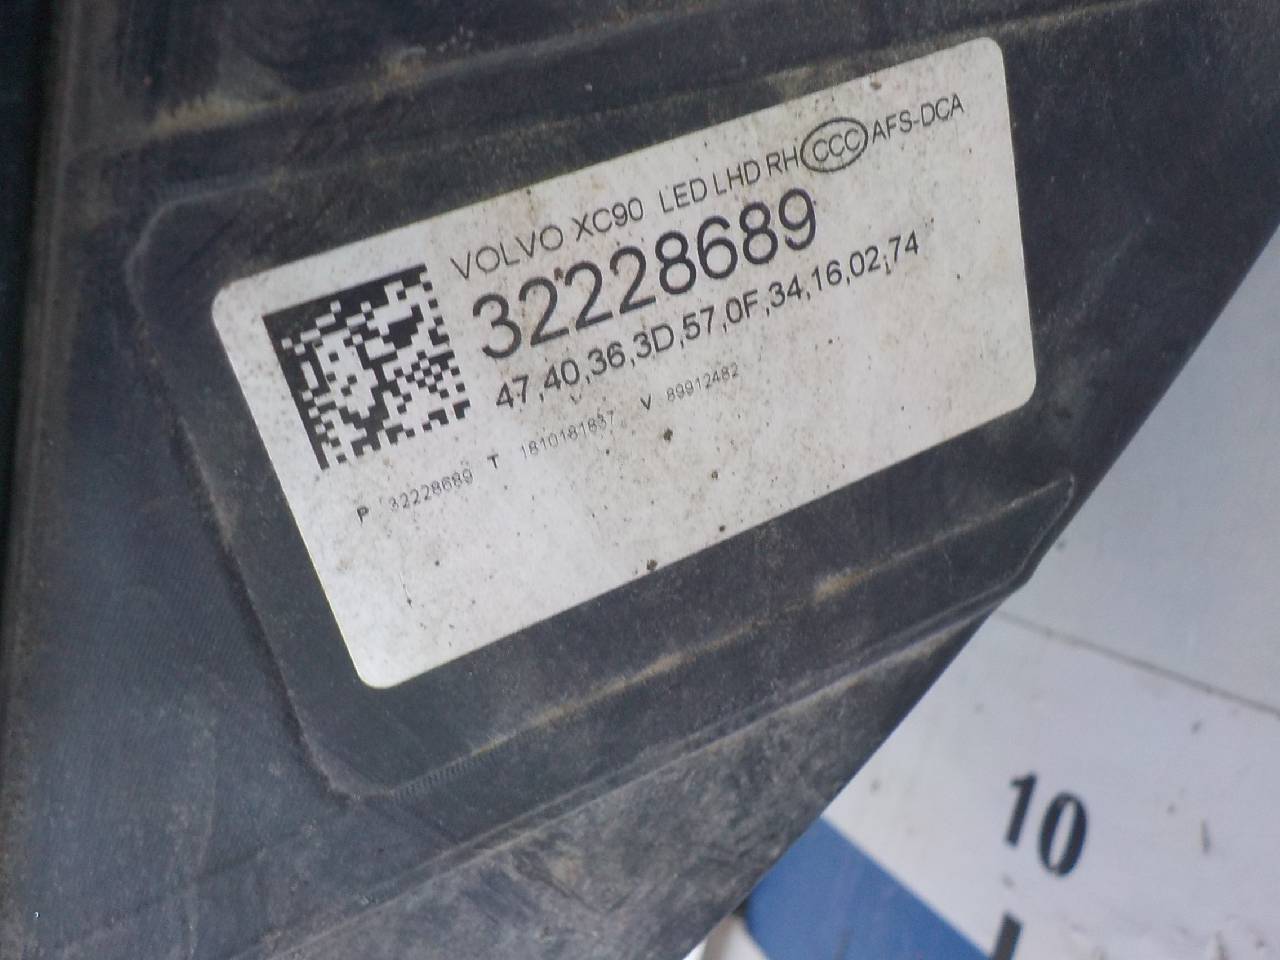 VOLVO XC90 LED LHD RH CCC AFS-DCA
32228689
47,40,36,3D,57,0F,34,16,02,74
P 32228689 T 1810181837 V 89912482
10